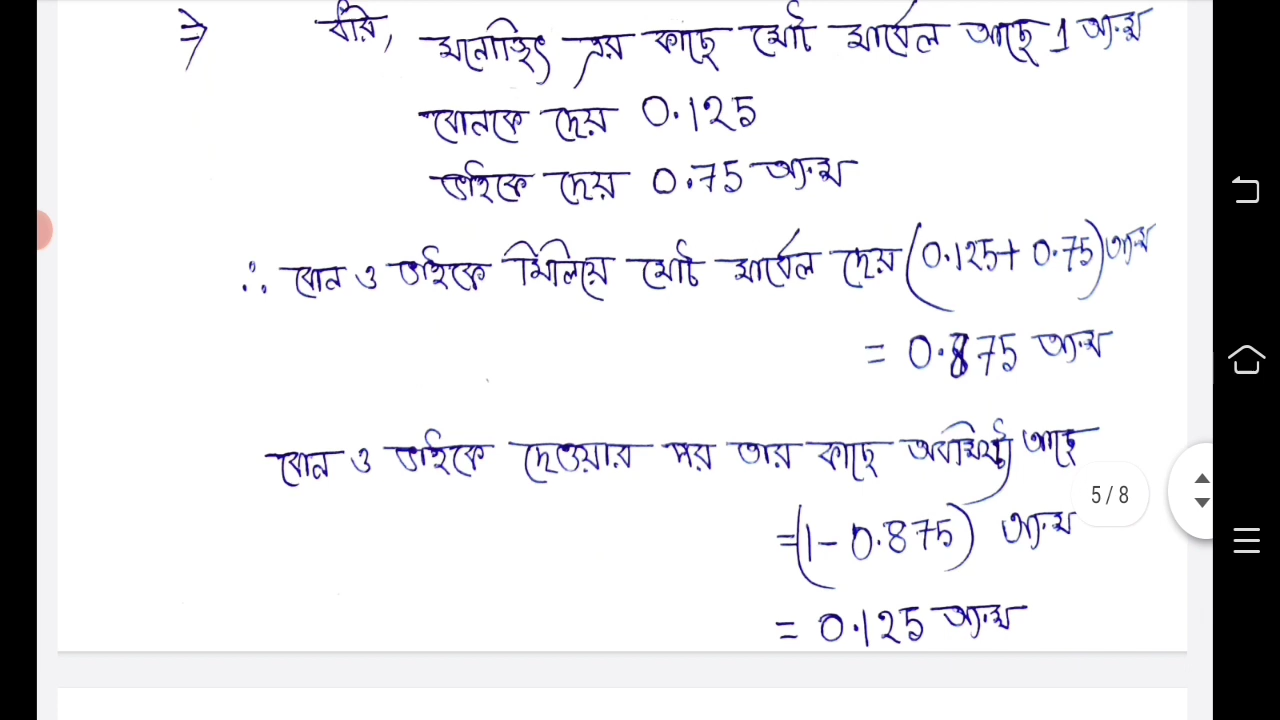 ⇒ ধরি, মনোজিৎ এর কাছে মোট মার্বেল আছে 1 অংশ
বোনকে দেয় 0.125
ভাইকে দেয় 0.75 অংশ
∴ বোন ও ভাইকে মিলিয়ে মোট মার্বেল দেয় (0.125+ 0.75) অংশ
= 0.875 অংশ
বোন ও ভাইকে দেওয়ার পর তার কাছে অবশিষ্ট আছে
5/8
=(1- 0.875) অংশ
= 0.125 অংশ